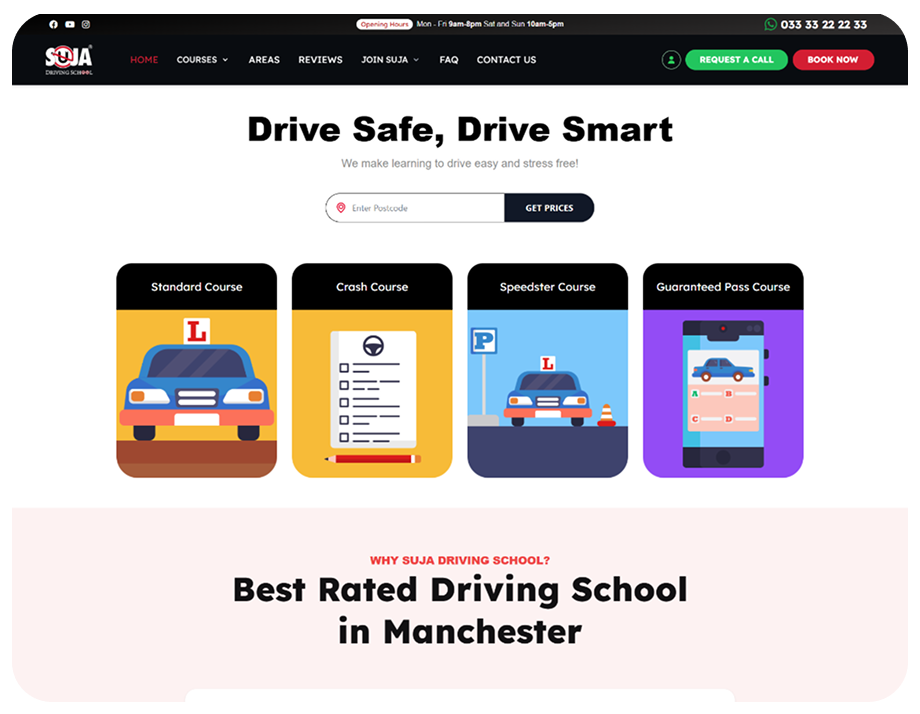 Opening Hours Mon - Fri 9am-8pm Sat and Sun 10am-5pm
033 33 22 22 33
SUJA
DRIVING SCHOOL
HOME COURSES AREAS REVIEWS JOIN SUJA FAQ CONTACT US
REQUEST A CALL BOOK NOW
Drive Safe, Drive Smart
We make learning to drive easy and stress free!
Enter Postcode GET PRICES
Standard Course
L
Crash Course
Speedster Course
P
L
Guaranteed Pass Course
A B
C D
WHY SUJA DRIVING SCHOOL?
Best Rated Driving School
in Manchester